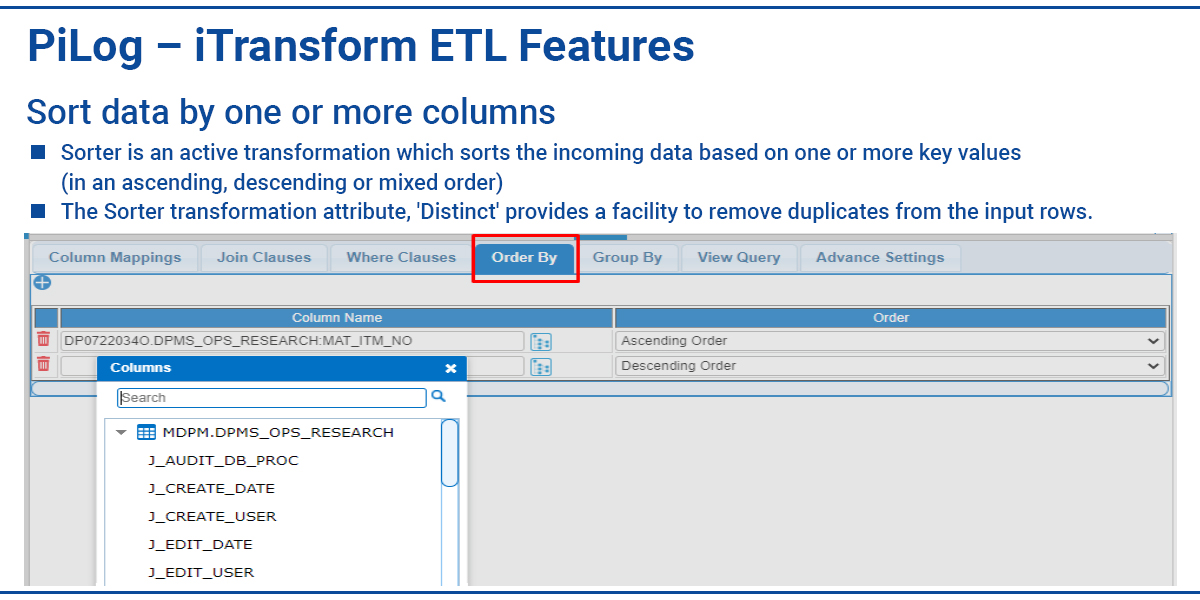 PiLog – iTransform ETL Features
Sort data by one or more columns
Sorter is an active transformation which sorts the incoming data based on one or more key values
(in an ascending, descending or mixed order)
The Sorter transformation attribute, 'Distinct' provides a facility to remove duplicates from the input rows.
Column Mappings Join Clauses Where Clauses Order By Group By View Query Advance Settings
Column Name Order
DP0722034O.DPMS_OPS_RESEARCH:MAT_ITM_NO Ascending Order
Descending Order
Columns
Search
MDPM.DPMS_OPS_RESEARCH
J_AUDIT_DB_PROC
J_CREATE_DATE
J_CREATE_USER
J_EDIT_DATE
J_EDIT_USER